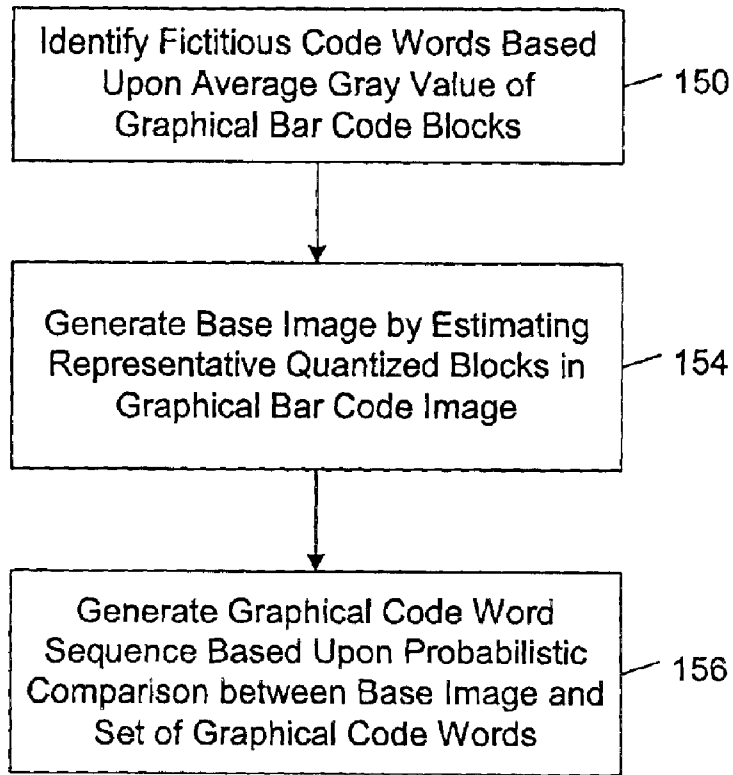 Identify Fictitious Code Words Based
Upon Average Gray Value of
Graphical Bar Code Blocks
150
Generate Base Image by Estimating
Representative Quantized Blocks in
Graphical Bar Code Image
154
Generate Graphical Code Word
Sequence Based Upon Probabilistic
Comparison between Base Image and
Set of Graphical Code Words
156